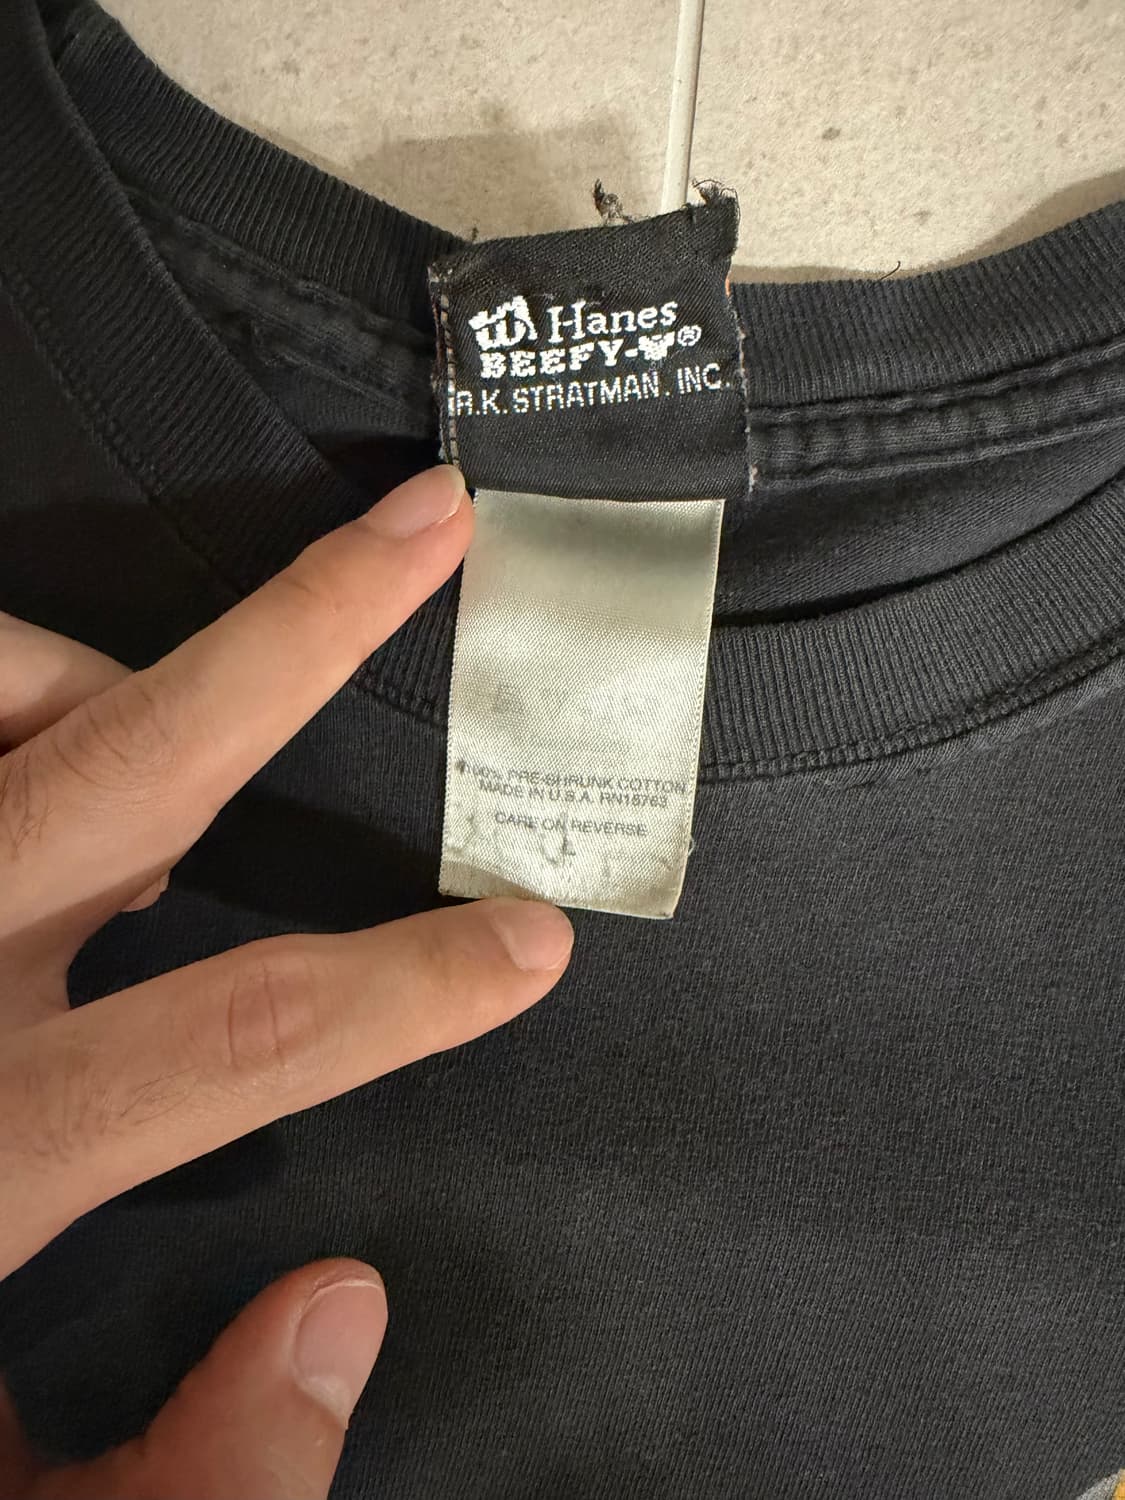 Hanes
BEEFY-T®
R.K. STRATMAN, INC.
100% PRE-SHRUNK COTTON
MADE IN U.S.A. RN15763
CARE ON REVERSE
L